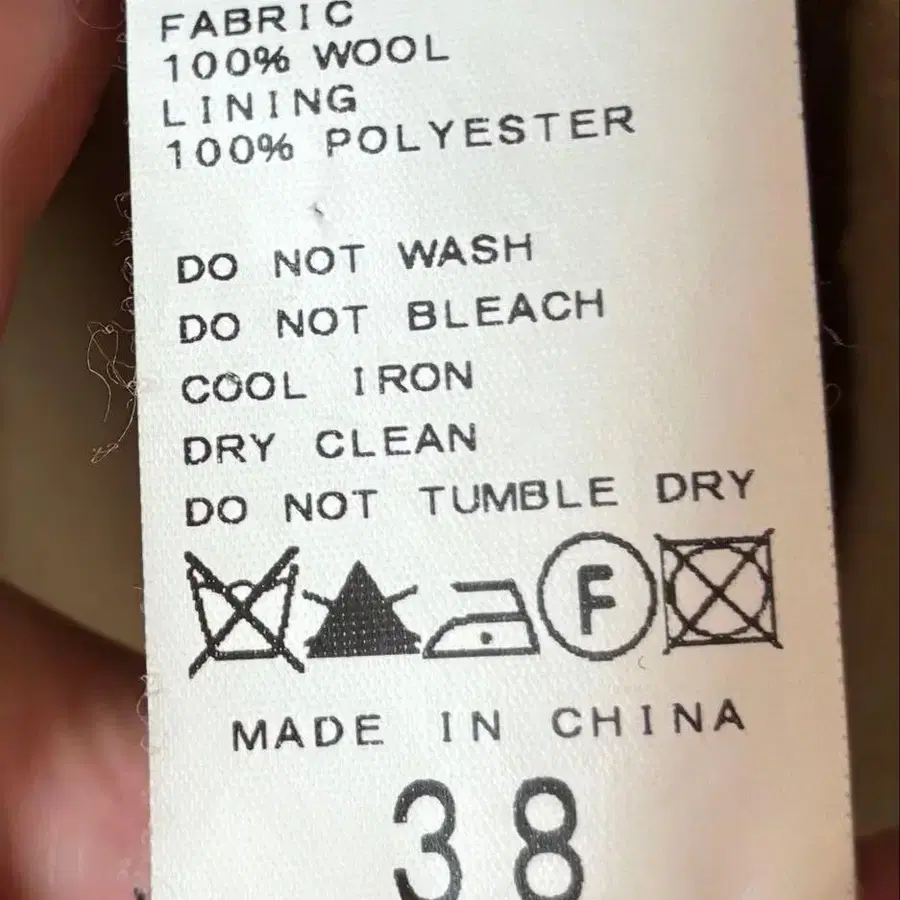 FABRIC
100% WOOL
LINING
100% POLYESTER
DO NOT WASH
DO NOT BLEACH
COOL IRON
DRY CLEAN
DO NOT TUMBLE DRY
F
MADE IN CHINA
38